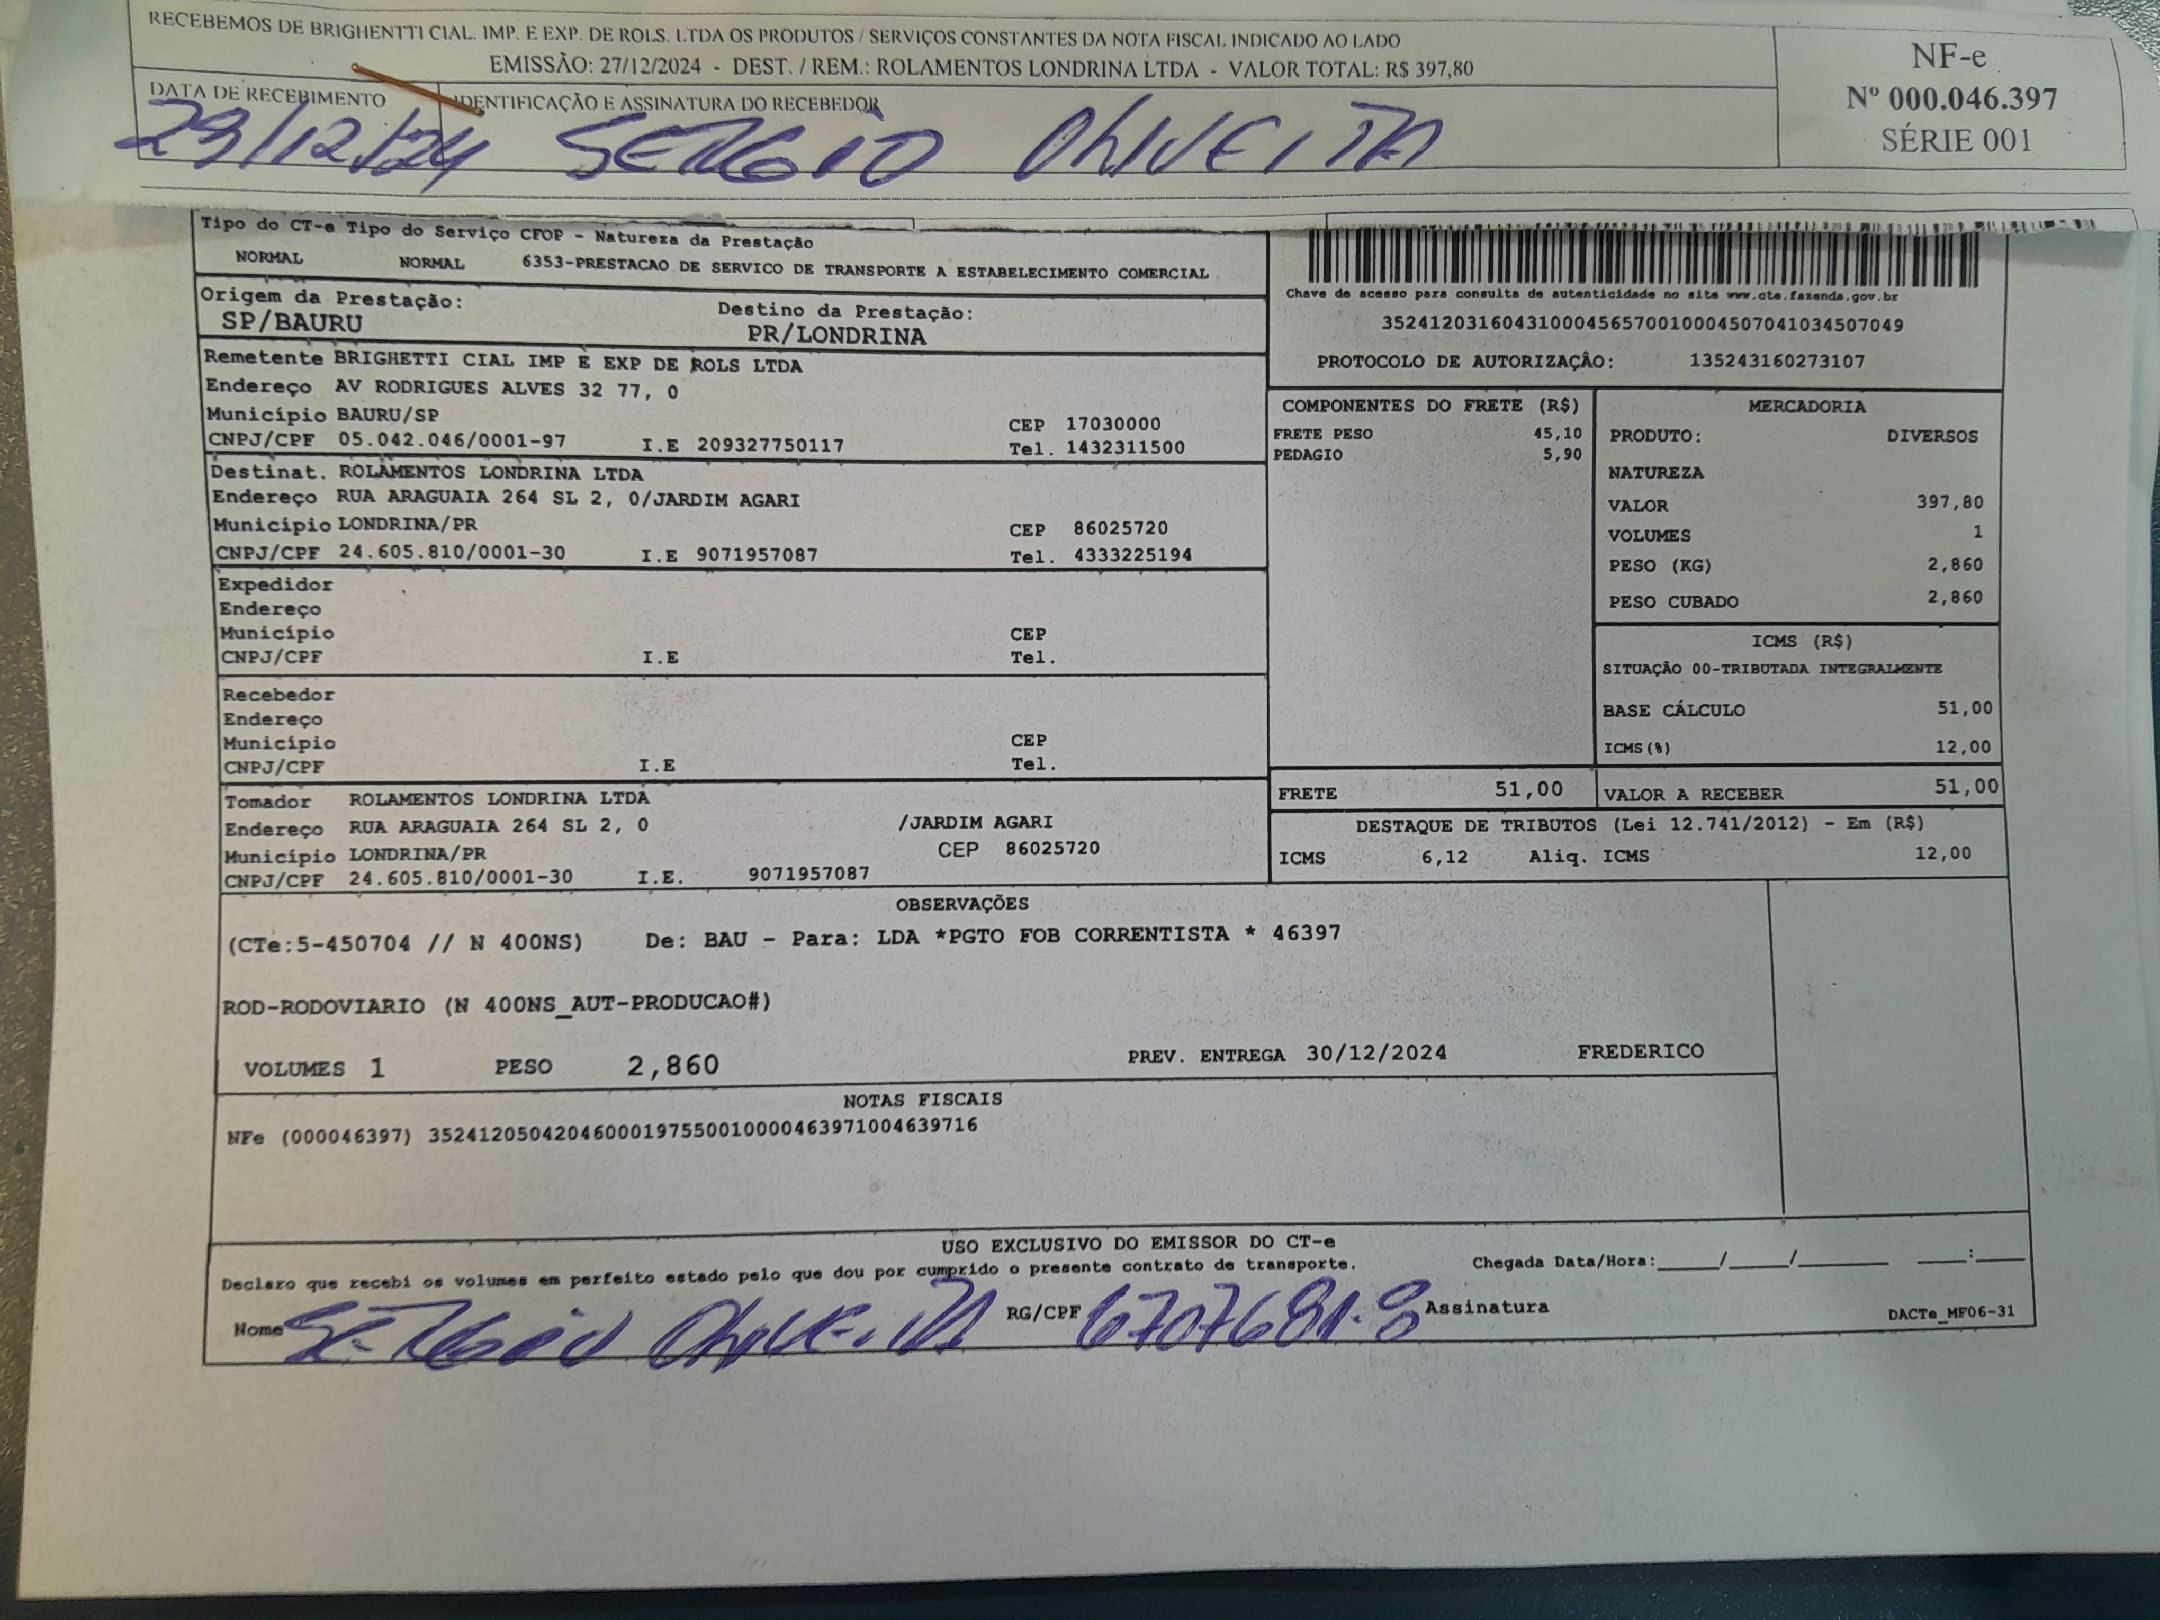 RECEBEMOS DE BRIGHENTTI CIAL. IMP. E EXP. DE ROLS. LTDA OS PRODUTOS / SERVIÇOS CONSTANTES DA NOTA FISCAL INDICADO AO LADO
EMISSÃO: 27/12/2024 - DEST. / REM.: ROLAMENTOS LONDRINA LTDA - VALOR TOTAL: R$ 397,80
NF-e
Nº 000.046.397
SÉRIE 001
DATA DE RECEBIMENTO IDENTIFICAÇÃO E ASSINATURA DO RECEBEDOR
/12/24 SERGIO OLIVEIRA
Tipo do CT-e Tipo do Serviço CFOP - Natureza da Prestação
NORMAL NORMAL 6353-PRESTACAO DE SERVICO DE TRANSPORTE A ESTABELECIMENTO COMERCIAL
Origem da Prestação: Destino da Prestação:
SP/BAURU PR/LONDRINA
Remetente BRIGHETTI CIAL IMP E EXP DE ROLS LTDA
Endereço AV RODRIGUES ALVES 32 77, 0
Município BAURU/SP CEP 17030000
CNPJ/CPF 05.042.046/0001-97 I.E 209327750117 Tel. 1432311500
Destinat. ROLAMENTOS LONDRINA LTDA
Endereço RUA ARAGUAIA 264 SL 2, 0/JARDIM AGARI
Município LONDRINA/PR CEP 86025720
CNPJ/CPF 24.605.810/0001-30 I.E 9071957087 Tel. 4333225194
Expedidor
Endereço
Município CEP
CNPJ/CPF I.E Tel.
Recebedor
Endereço
Município CEP
CNPJ/CPF I.E Tel.
Tomador ROLAMENTOS LONDRINA LTDA
Endereço RUA ARAGUAIA 264 SL 2, 0 /JARDIM AGARI
Município LONDRINA/PR CEP 86025720
CNPJ/CPF 24.605.810/0001-30 I.E. 9071957087
Chave de acesso para consulta de autenticidade no site www.cte.fazenda.gov.br
35241203160431000456570010004507041034507049
PROTOCOLO DE AUTORIZAÇÂO: 135243160273107
COMPONENTES DO FRETE (R$)
FRETE PESO 45,10
PEDAGIO 5,90
MERCADORIA
PRODUTO: DIVERSOS
NATUREZA
VALOR 397,80
VOLUMES 1
PESO (KG) 2,860
PESO CUBADO 2,860
ICMS (R$)
SITUAÇÃO 00-TRIBUTADA INTEGRALMENTE
BASE CÁLCULO 51,00
ICMS(%) 12,00
FRETE 51,00 VALOR A RECEBER 51,00
DESTAQUE DE TRIBUTOS (Lei 12.741/2012) - Em (R$)
ICMS 6,12 Aliq. ICMS 12,00
OBSERVAÇÕES
(CTe:5-450704 // N 400NS) De: BAU - Para: LDA *PGTO FOB CORRENTISTA * 46397
ROD-RODOVIARIO (N 400NS_AUT-PRODUCAO#)
VOLUMES 1 PESO 2,860 PREV. ENTREGA 30/12/2024 FREDERICO
NOTAS FISCAIS
NFe (000046397) 35241205042046000197550010000463971004639716
USO EXCLUSIVO DO EMISSOR DO CT-e
Declaro que recebi os volumes em perfeito estado pelo que dou por cumprido o presente contrato de transporte. Chegada Data/Hora:_____/_____/________ ____:____
Nome SERGIO OLIVEIRA RG/CPF 6707681-8 Assinatura DACTe_MF06-31